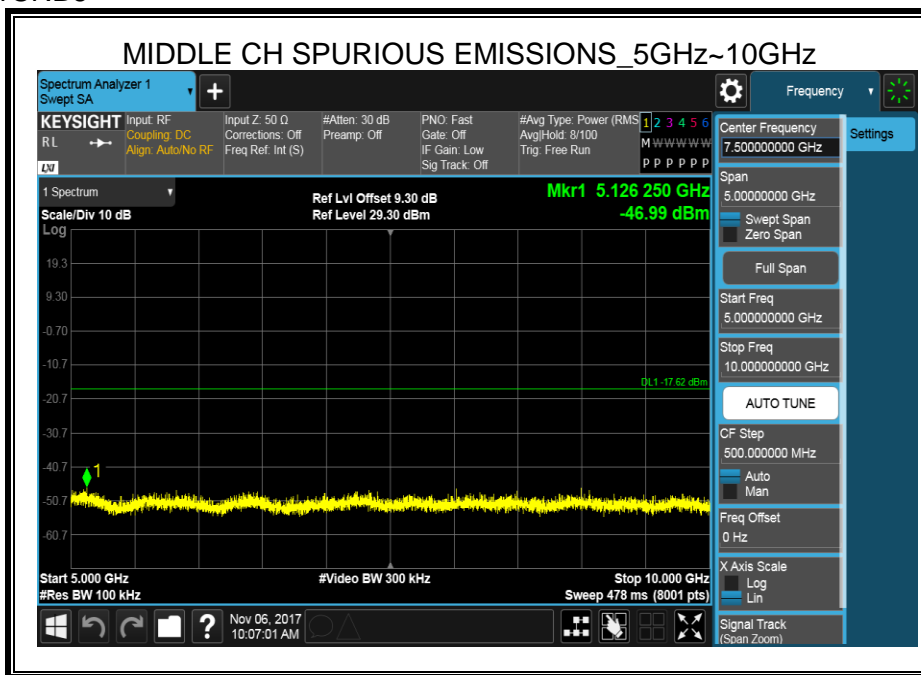 MIDDLE CH SPURIOUS EMISSIONS_5GHz~10GHz
Spectrum Analyzer 1
Swept SA
+
Frequency
KEYSIGHT
RL
LXI
Input: RF
Coupling: DC
Align: Auto/No RF
Input Z: 50 Ω
Corrections: Off
Freq Ref: Int (S)
#Atten: 30 dB
Preamp: Off
PNO: Fast
Gate: Off
IF Gain: Low
Sig Track: Off
#Avg Type: Power (RMS
Avg|Hold: 8/100
Trig: Free Run
1 2 3 4 5 6
M W W W W W
P P P P P P
1 Spectrum
Scale/Div 10 dB
Log
Ref Lvl Offset 9.30 dB
Ref Level 29.30 dBm
Mkr1 5.126 250 GHz
-46.99 dBm
19.3
9.30
-0.70
-10.7
DL1 -17.62 dBm
-20.7
-30.7
-40.7
1
-50.7
-60.7
Start 5.000 GHz
#Res BW 100 kHz
#Video BW 300 kHz
Stop 10.000 GHz
Sweep 478 ms (8001 pts)
?
Nov 06, 2017
10:07:01 AM
Center Frequency
7.500000000 GHz
Settings
Span
5.00000000 GHz
Swept Span
Zero Span
Full Span
Start Freq
5.000000000 GHz
Stop Freq
10.000000000 GHz
AUTO TUNE
CF Step
500.000000 MHz
Auto
Man
Freq Offset
0 Hz
X Axis Scale
Log
Lin
Signal Track
(Span Zoom)